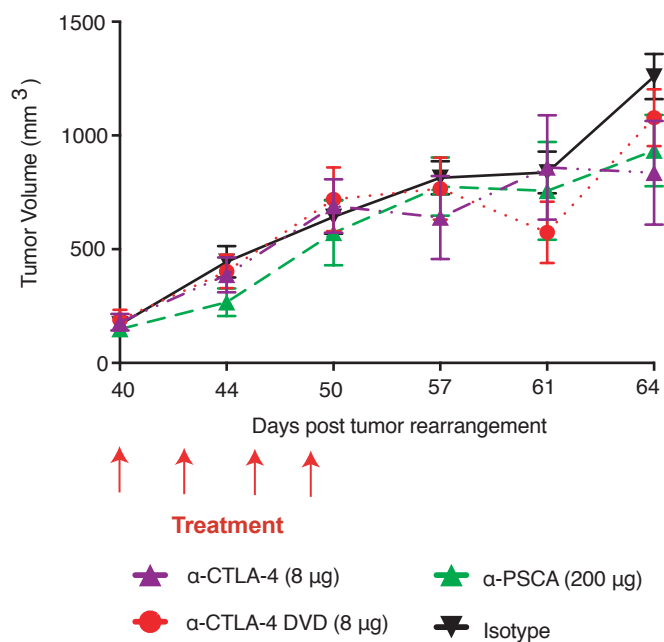 1500
1000
500
0
Tumor Volume (mm 3)
40 44 50 57 61 64
Days post tumor rearrangement
Treatment
α-CTLA-4 (8 μg) α-PSCA (200 μg)
α-CTLA-4 DVD (8 μg) Isotype